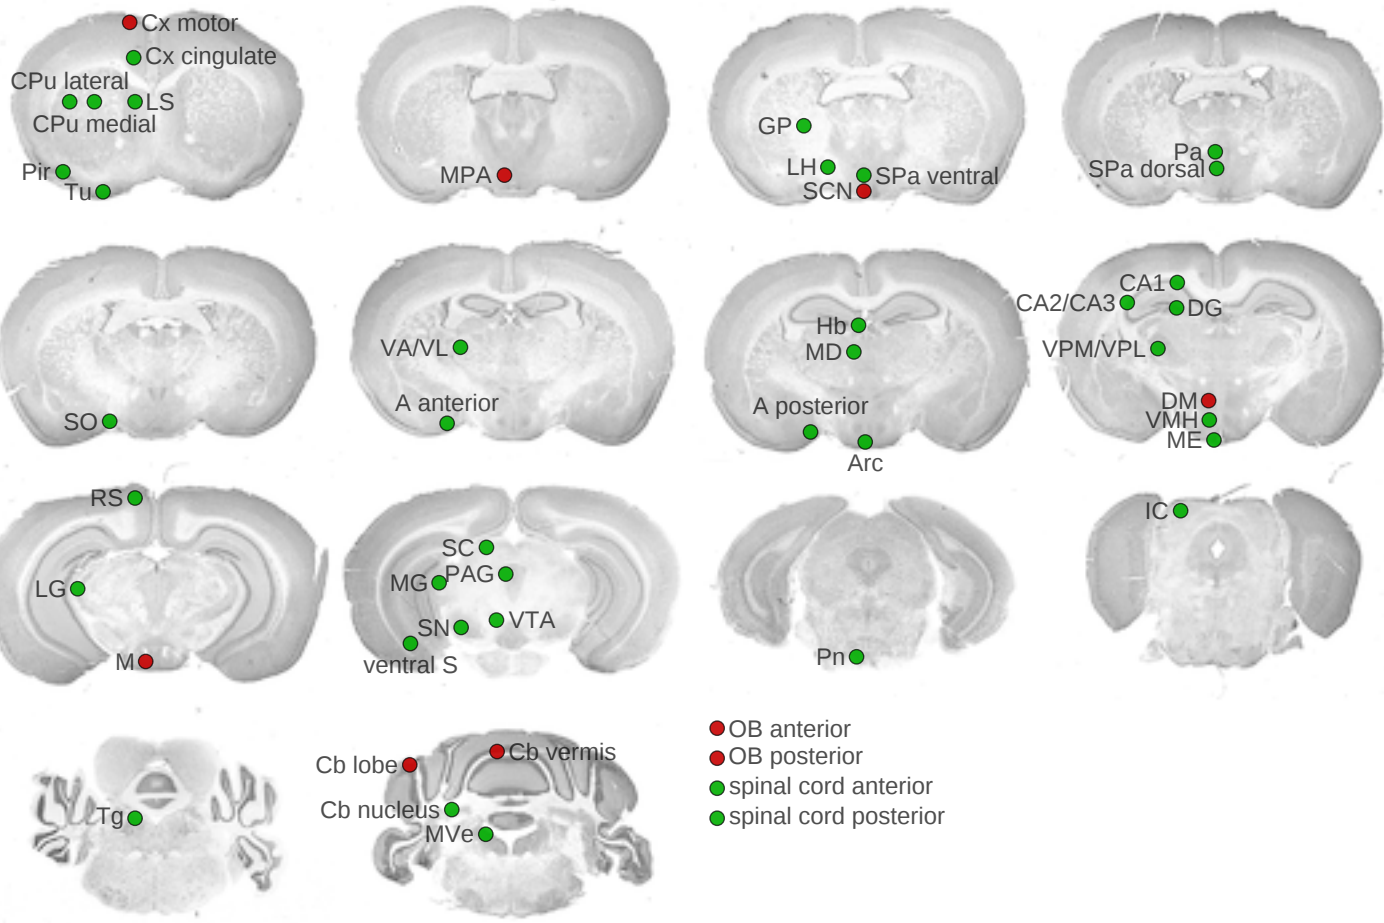 Cx motor
Cx cingulate
CPu lateral
LS
CPu medial
Pir
Tu
MPA
GP
LH
SPa ventral
SCN
Pa
SPa dorsal
SO
VA/VL
A anterior
Hb
MD
A posterior
Arc
CA1
CA2/CA3
DG
VPM/VPL
DM
VMH
ME
RS
LG
M
SC
MG
PAG
SN
VTA
ventral S
Pn
IC
Tg
Cb lobe
Cb vermis
Cb nucleus
MVe
OB anterior
OB posterior
spinal cord anterior
spinal cord posterior